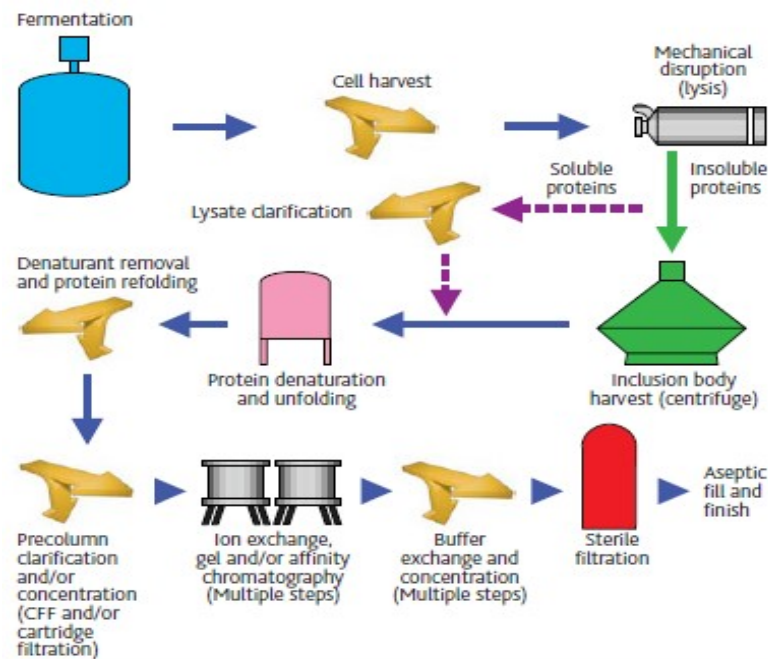 Fermentation
Cell harvest
Mechanical
disruption
(lysis)
Soluble
proteins
Insoluble
proteins
Lysate clarification
Denaturant removal
and protein refolding
Protein denaturation
and unfolding
Inclusion body
harvest (centrifuge)
Precolumn
clarification
and/or
concentration
(CFF and/or
cartridge
filtration)
Ion exchange,
gel and/or affinity
chromatography
(Multiple steps)
Buffer
exchange and
concentration
(Multiple steps)
Sterile
filtration
Aseptic
fill and
finish